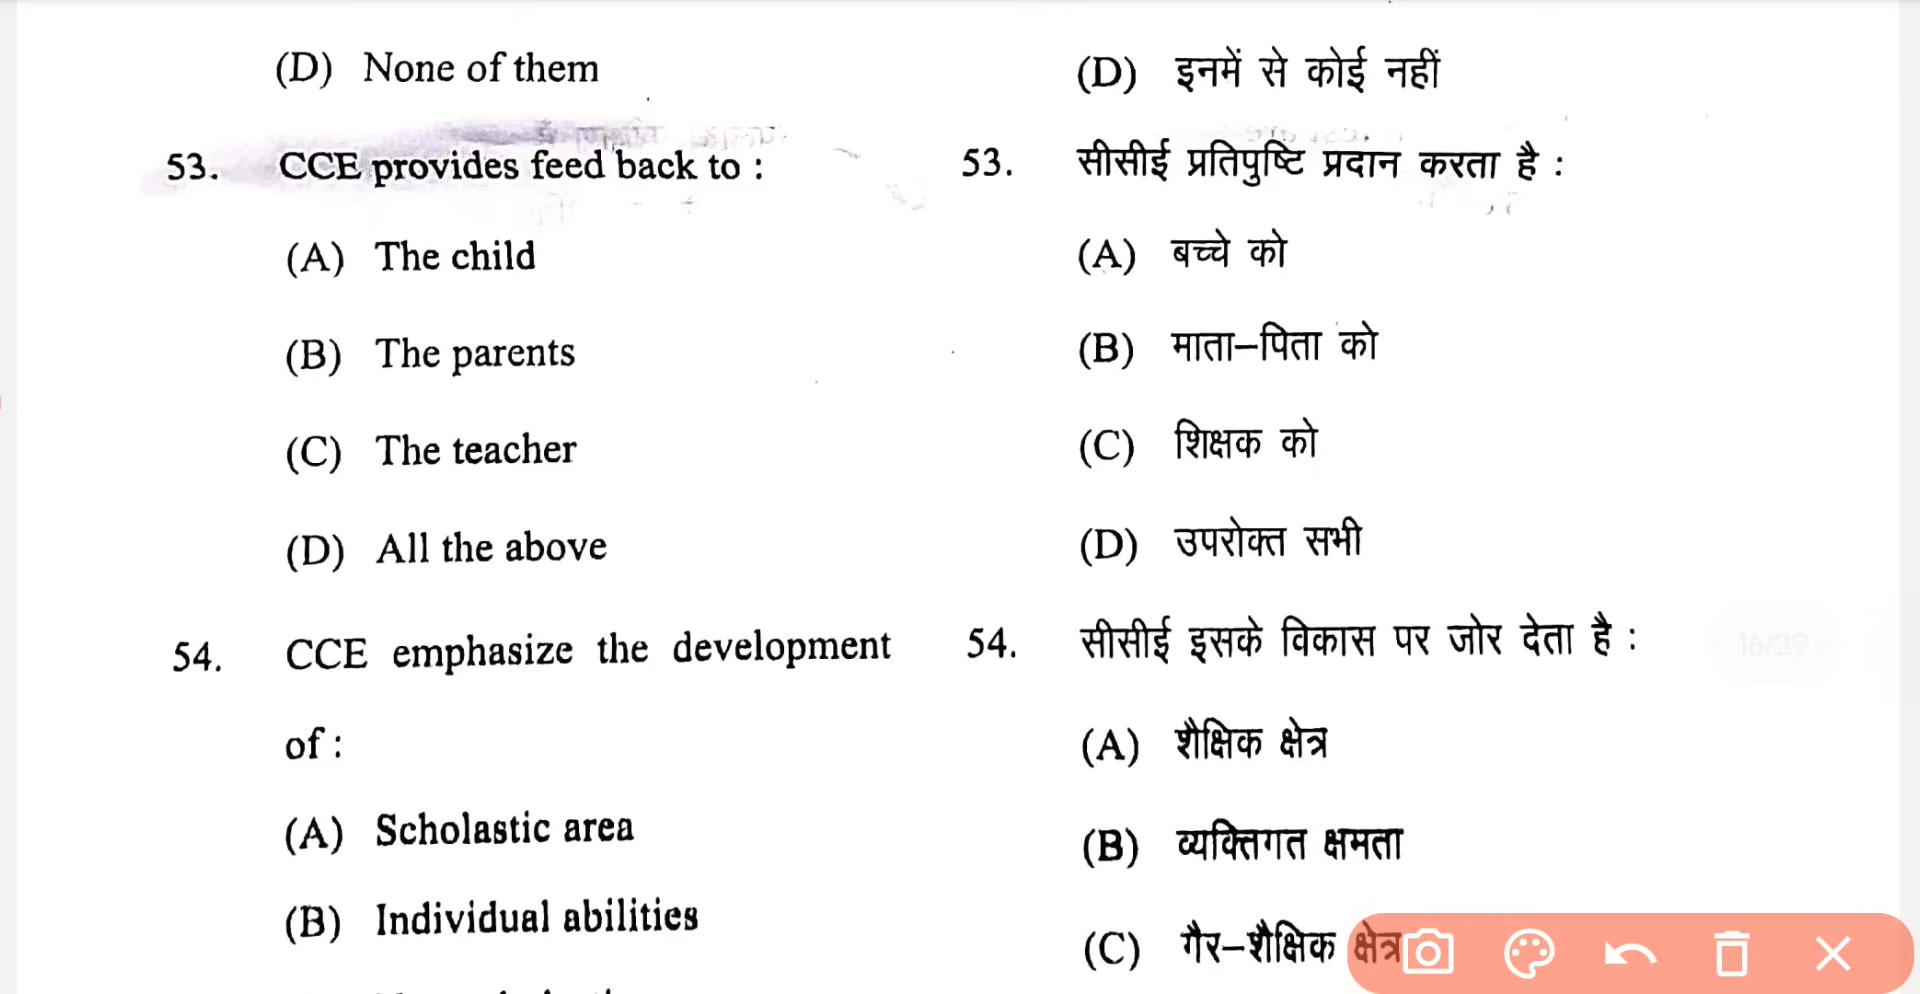 (D) None of them
53. CCE provides feed back to :
(A) The child
(B) The parents
(C) The teacher
(D) All the above
54. CCE emphasize the development
of :
(A) Scholastic area
(B) Individual abilities
(D) इनमें से कोई नहीं
53. सीसीई प्रतिपुष्टि प्रदान करता है :
(A) बच्चे को
(B) माता–पिता को
(C) शिक्षक को
(D) उपरोक्त सभी
54. सीसीई इसके विकास पर जोर देता है :
(A) शैक्षिक क्षेत्र
(B) व्यक्तिगत क्षमता
(C) गैर–शैक्षिक क्षेत्र
16/29